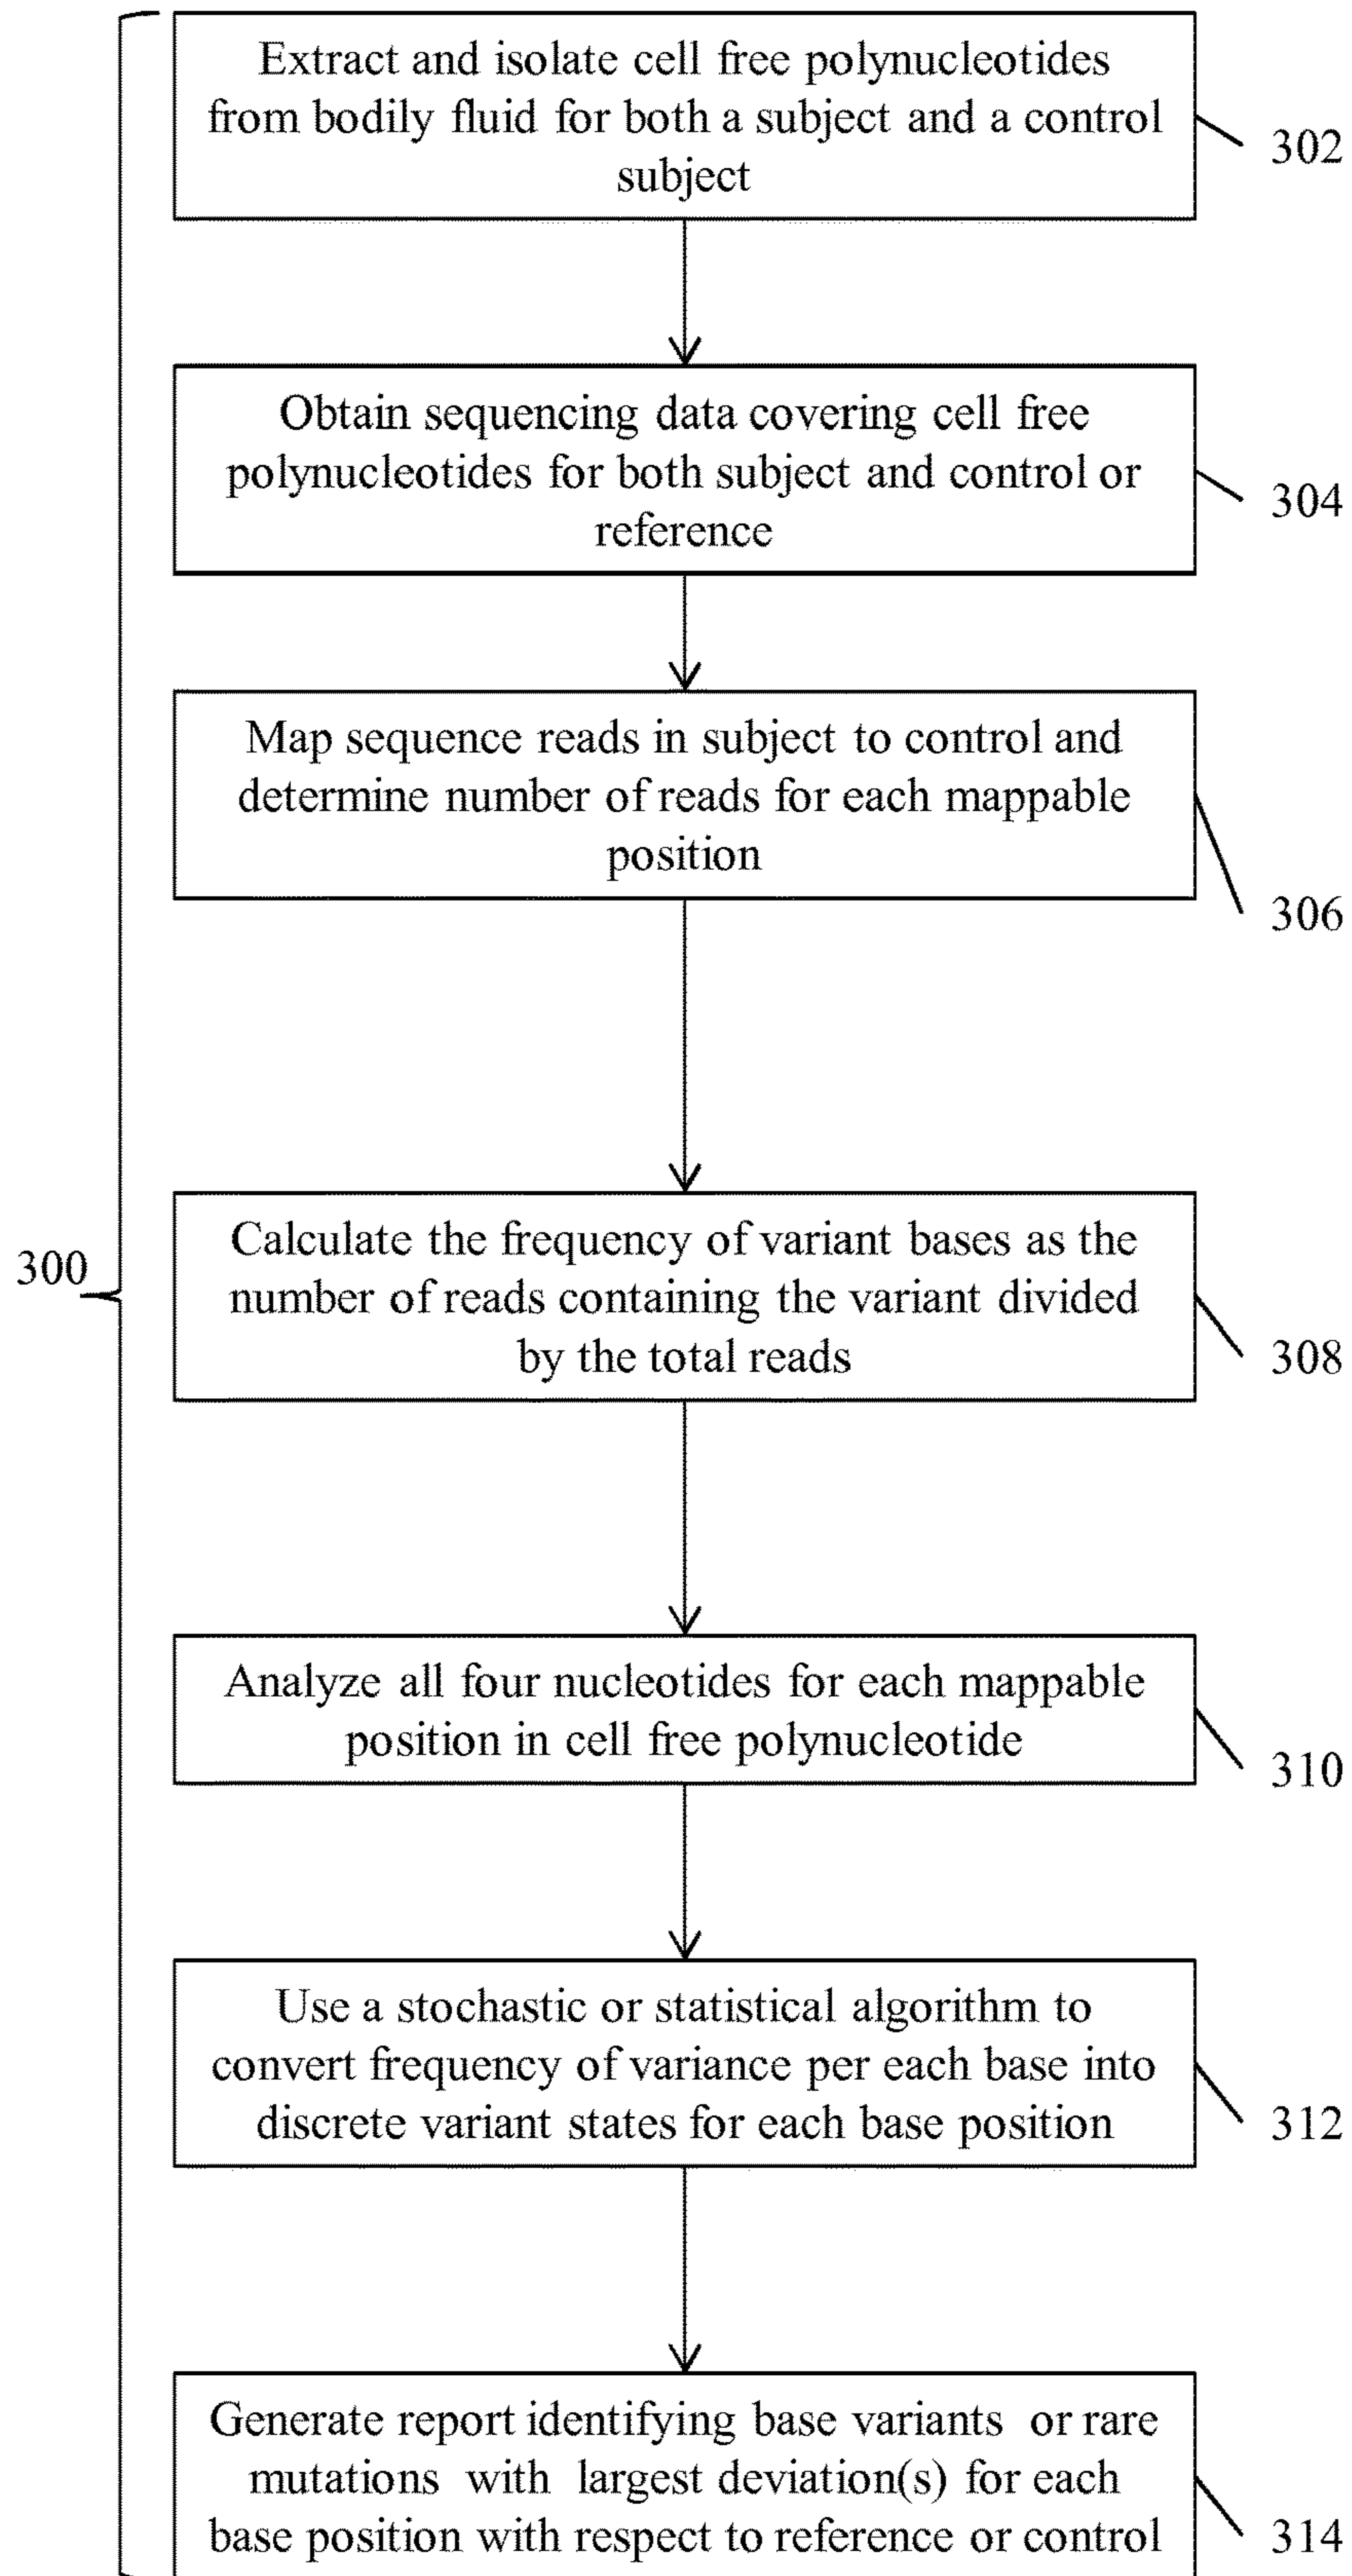 Extract and isolate cell free polynucleotides
from bodily fluid for both a subject and a control
subject
302
Obtain sequencing data covering cell free
polynucleotides for both subject and control or
reference
304
Map sequence reads in subject to control and
determine number of reads for each mappable
position
306
300
Calculate the frequency of variant bases as the
number of reads containing the variant divided
by the total reads
308
Analyze all four nucleotides for each mappable
position in cell free polynucleotide
310
Use a stochastic or statistical algorithm to
convert frequency of variance per each base into
discrete variant states for each base position
312
Generate report identifying base variants or rare
mutations with largest deviation(s) for each
base position with respect to reference or control
314